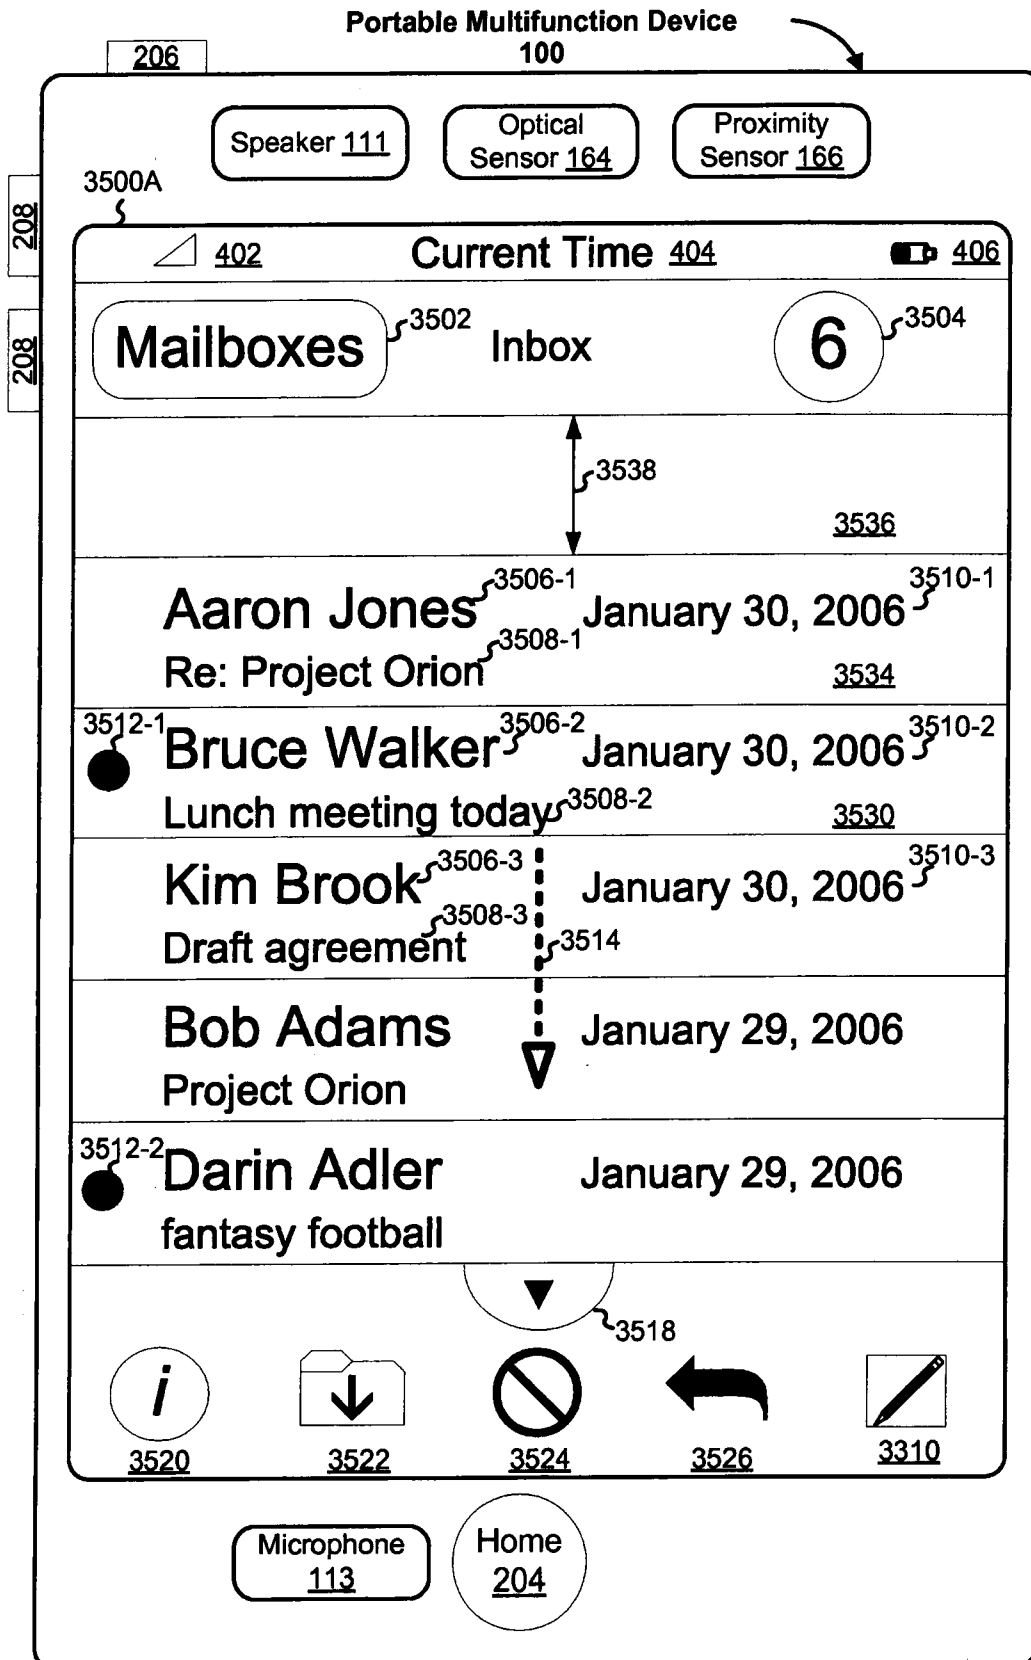 Portable Multifunction Device
100
206
Speaker 111
Optical
Sensor 164
Proximity
Sensor 166
3500A
208
208
402
Current Time 404
406
Mailboxes
3502
Inbox
6
3504
3538
3536
Aaron Jones
3506-1
January 30, 2006
3510-1
Re: Project Orion
3508-1
3534
3512-1
Bruce Walker
3506-2
January 30, 2006
3510-2
Lunch meeting today
3508-2
3530
Kim Brook
3506-3
January 30, 2006
3510-3
Draft agreement
3508-3
3514
Bob Adams
January 29, 2006
Project Orion
3512-2
Darin Adler
January 29, 2006
fantasy football
3518
i
3520
3522
3524
3526
3310
Microphone
113
Home
204